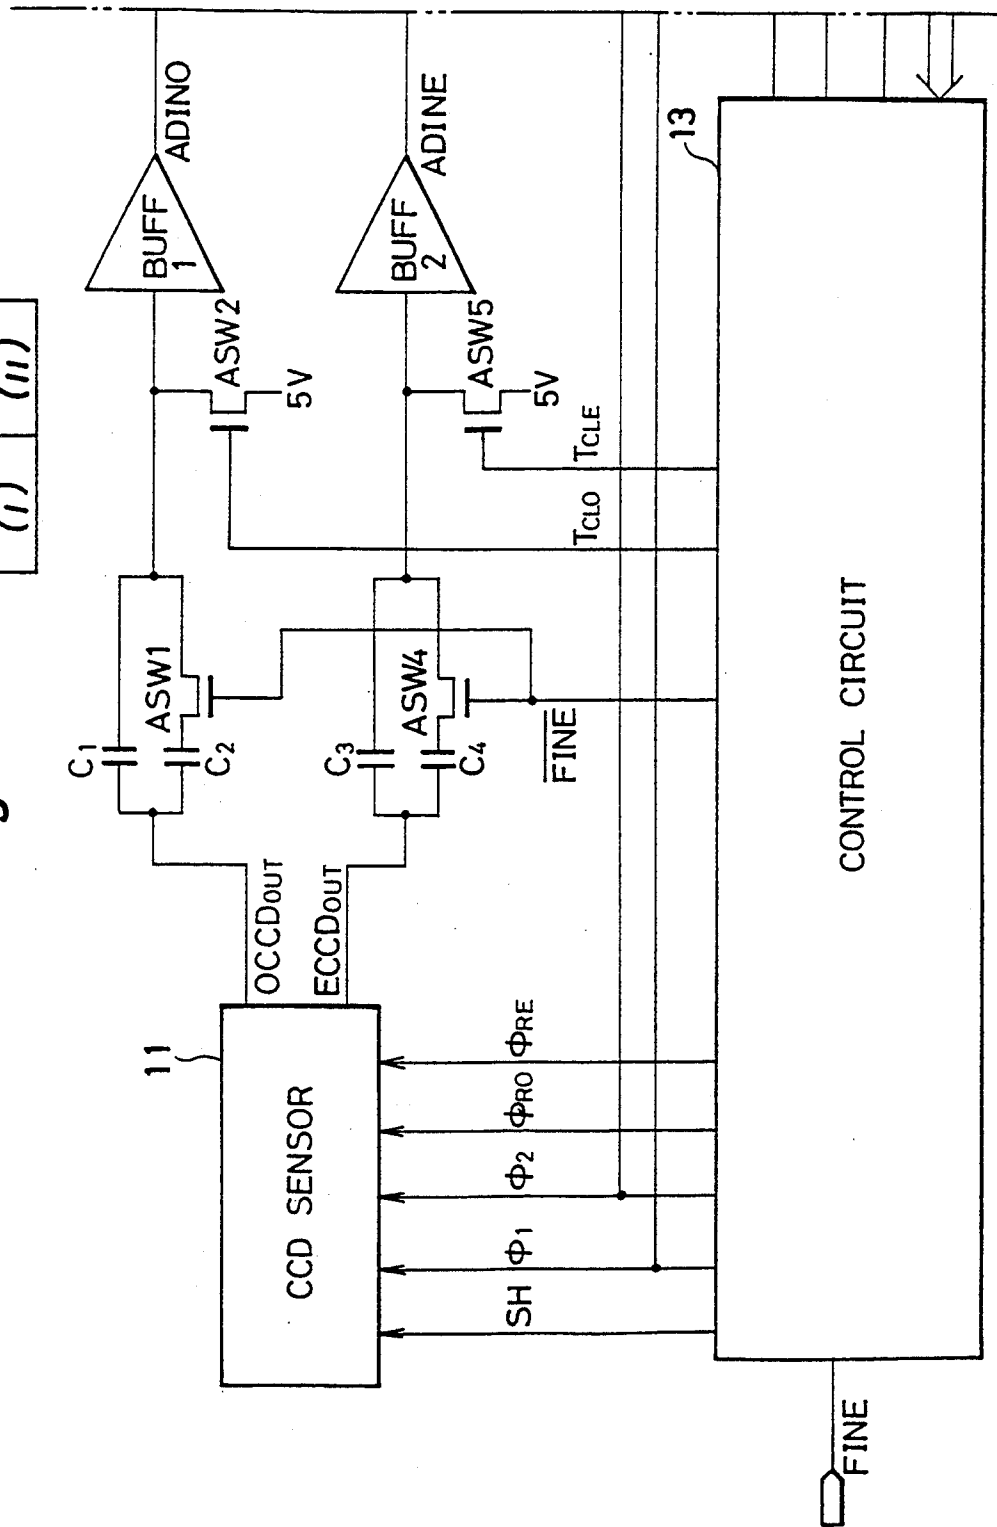 (I) (II)
C1
C2
ASW1
ASW2
5V
BUFF
1
ADINO
C3
C4
ASW4
ASW5
5V
BUFF
2
ADINE
11
CCD SENSOR
OCCDOUT
ECCDOUT
FINE
TCLO
TCLE
SH
Φ1
Φ2
ΦRO
ΦRE
13
CONTROL CIRCUIT
FINE